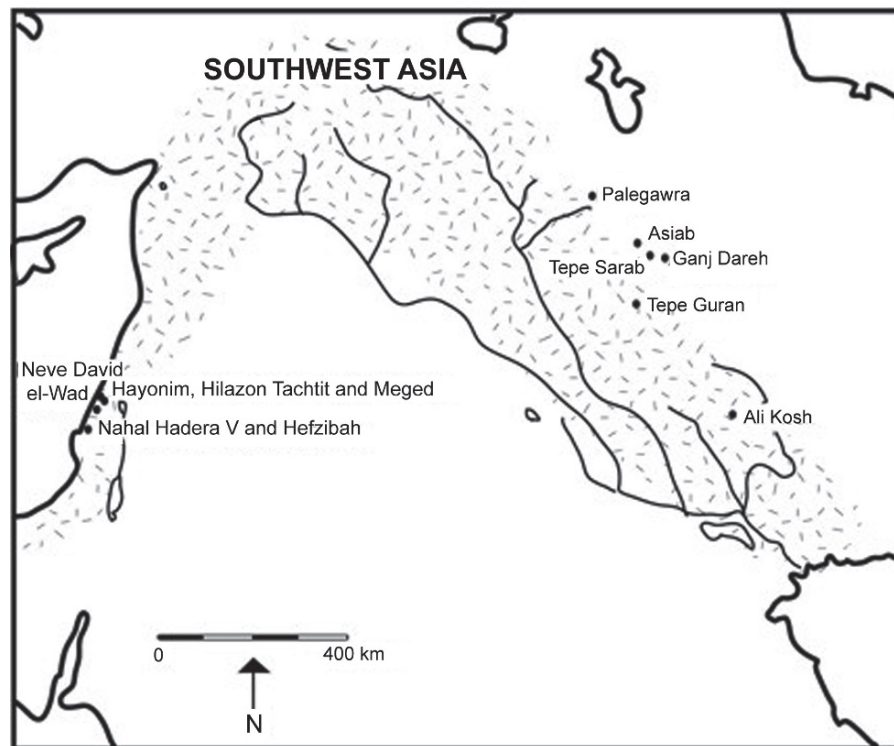 SOUTHWEST ASIA
Palegawra
Asiab
Tepe Sarab
Ganj Dareh
Tepe Guran
Neve David
el-Wad
Hayonim, Hilazon Tachtit and Meged
Ali Kosh
Nahal Hadera V and Hefzibah
0 400 km
N